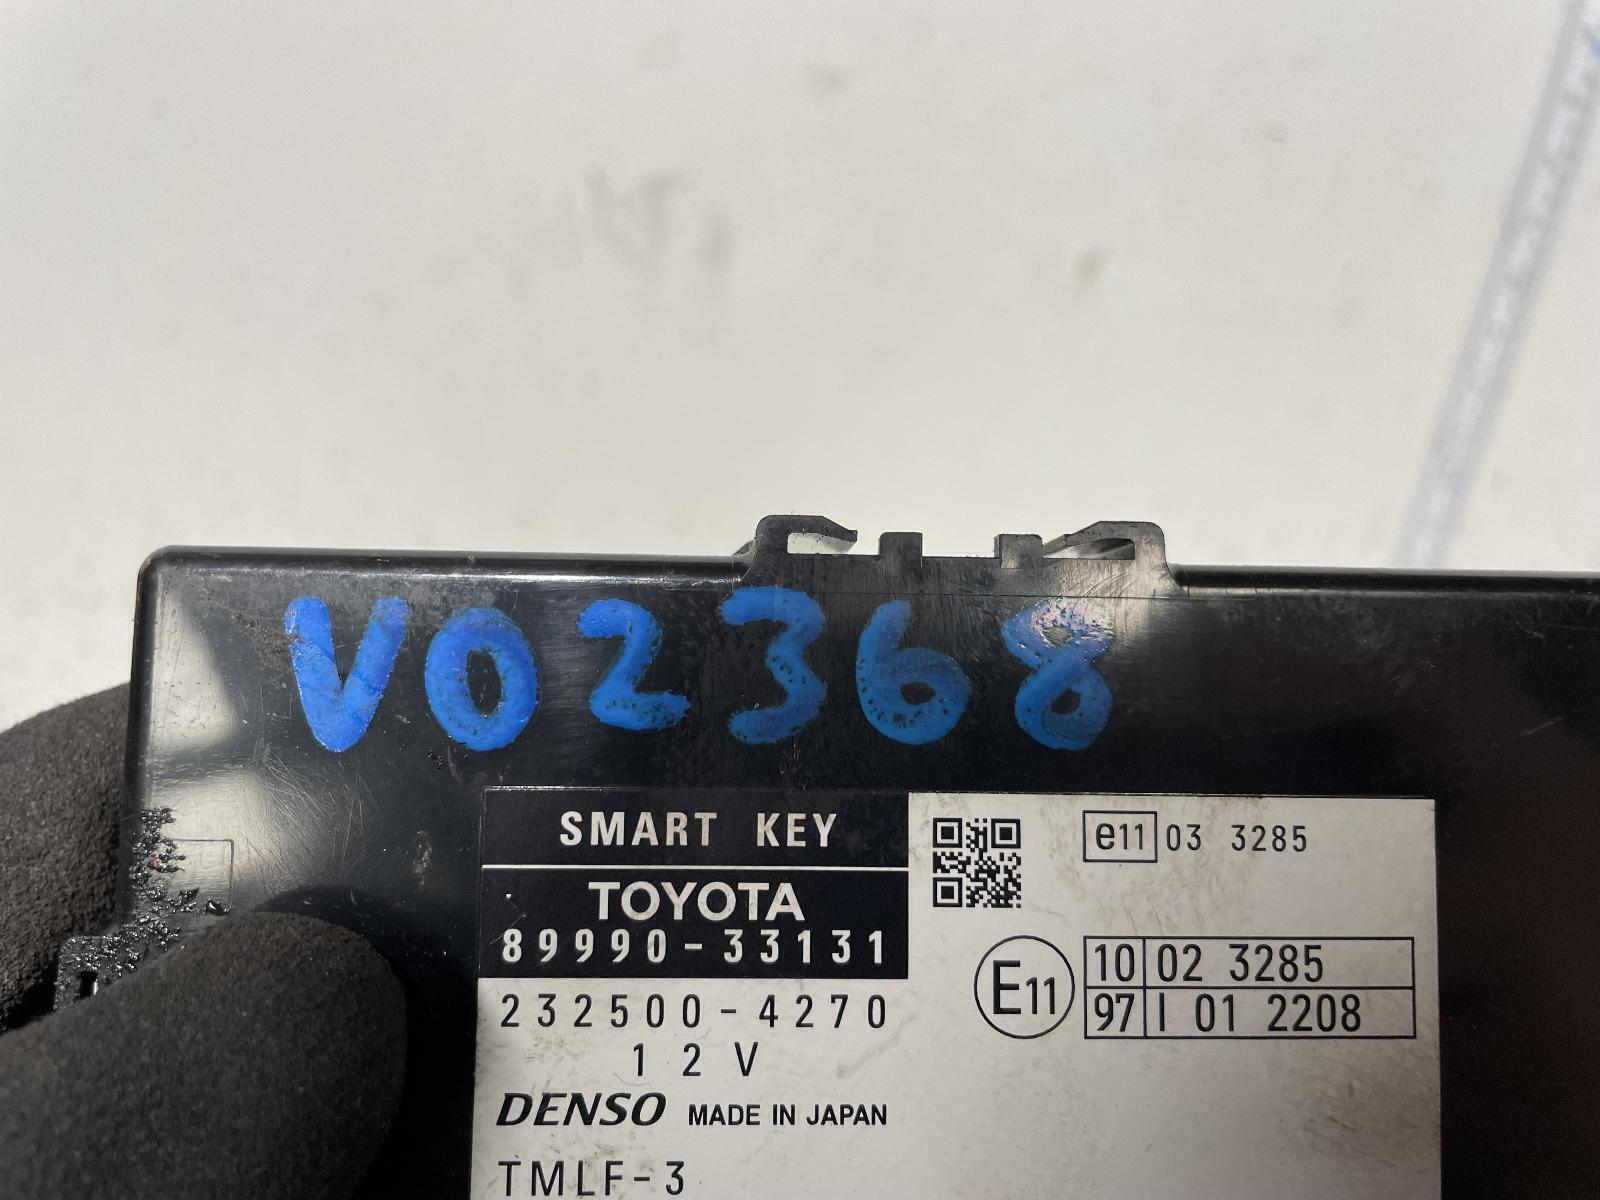 V02368
SMART KEY
TOYOTA
89990-33131
232500-4270
12V
DENSO MADE IN JAPAN
TMLF-3
e11 03 3285
E11
10 02 3285
97 I 01 2208